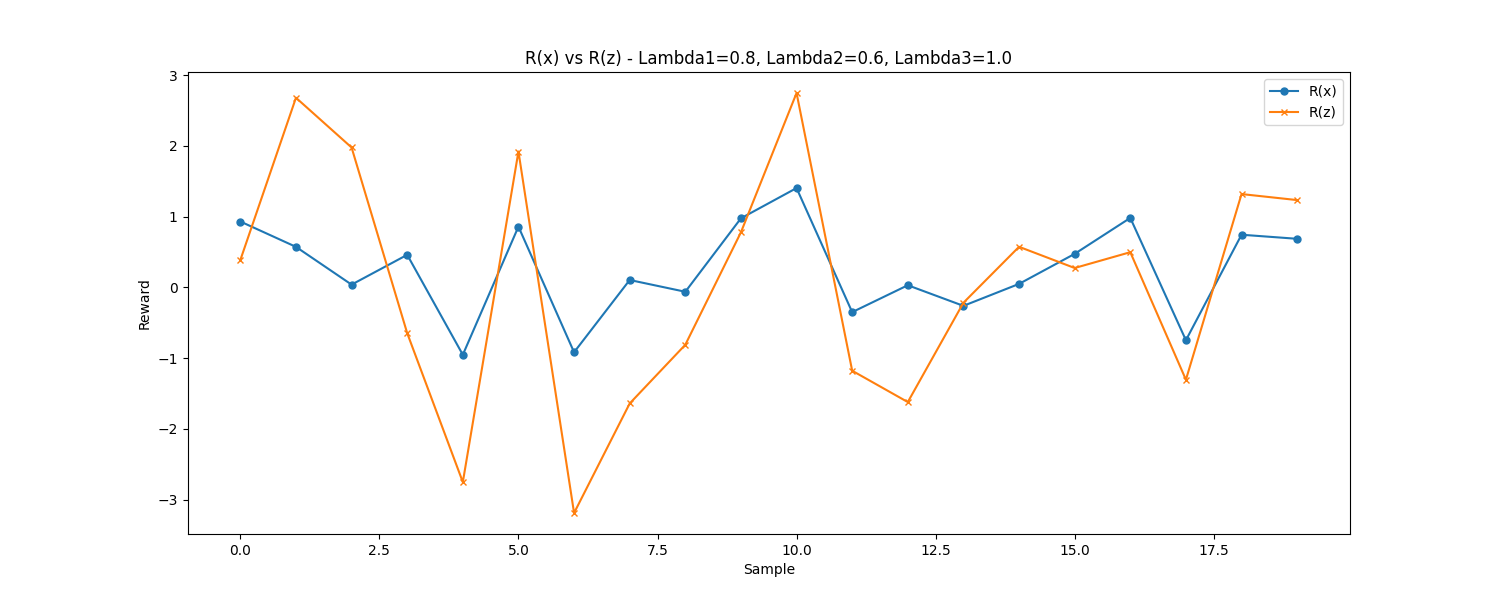 R(x) vs R(z) - Lambda1=0.8, Lambda2=0.6, Lambda3=1.0
R(x)
R(z)
3
2
1
0
−1
−2
−3
Reward
0.0 2.5 5.0 7.5 10.0 12.5 15.0 17.5
Sample